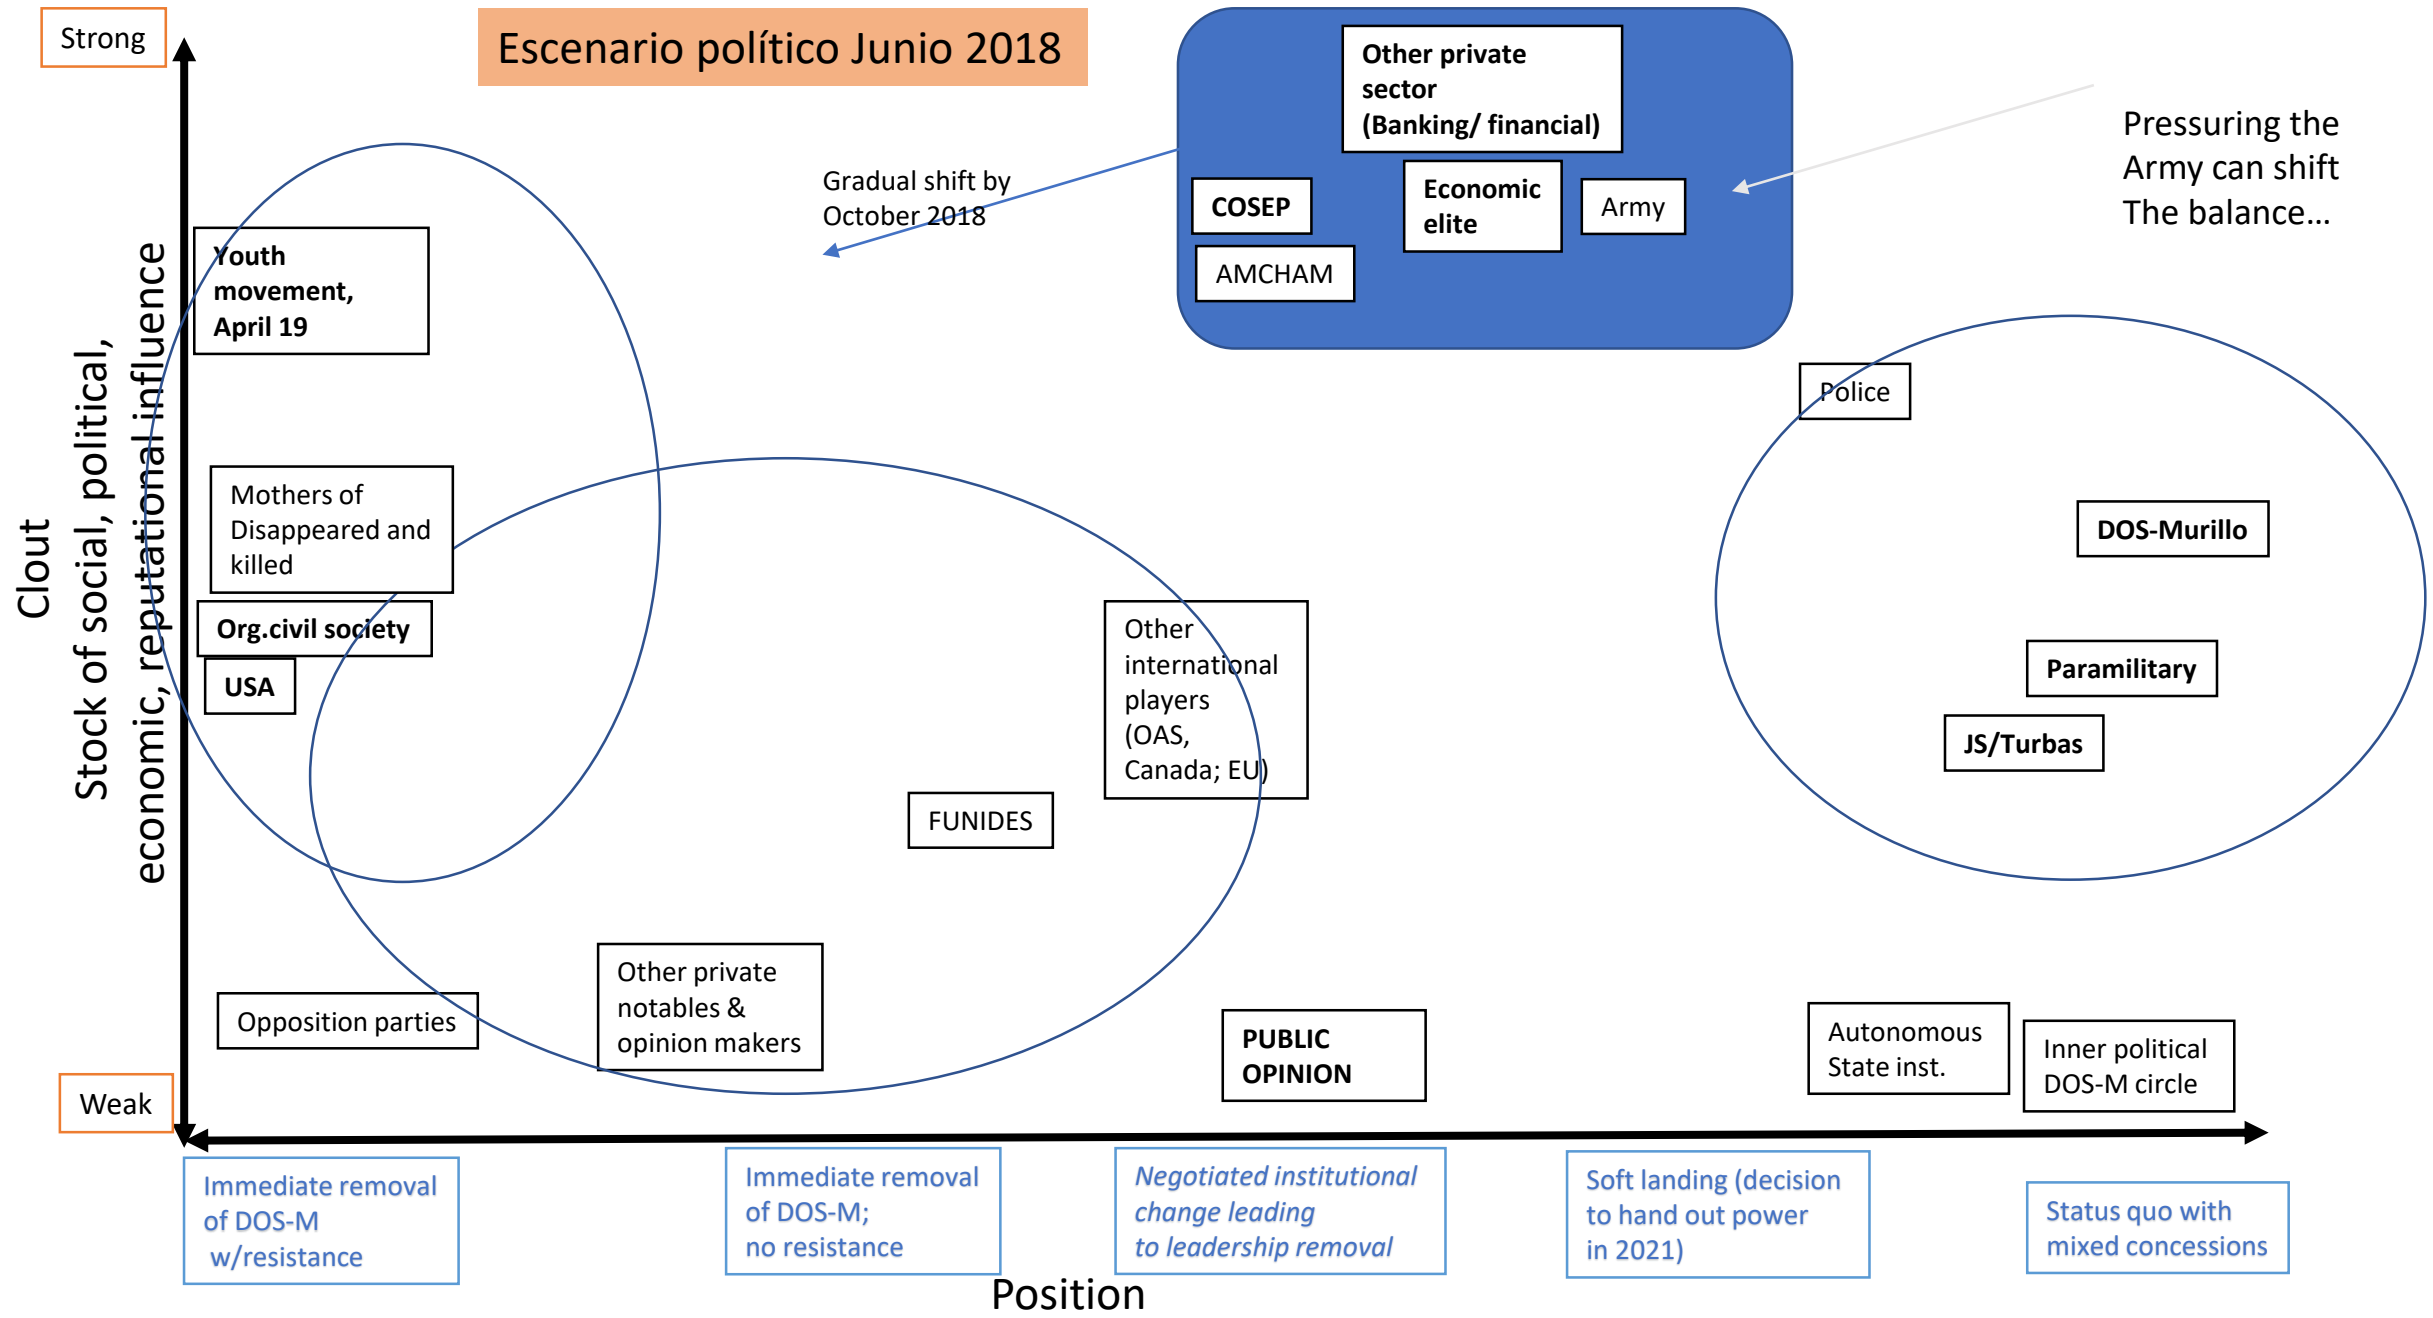 Strong
Escenario político Junio 2018
Other private
sector
(Banking/ financial)
Pressuring the
Army can shift
The balance...
Gradual shift by
October 2018
COSEP
Economic
elite
Army
AMCHAM
Youth
movement,
April 19
Police
Clout
Stock of social, political,
economic, reputational influence
Mothers of
Disappeared and
killed
DOS-Murillo
Org.civil society
USA
Other
international
players
(OAS,
Canada; EU)
Paramilitary
JS/Turbas
FUNIDES
Opposition parties
Other private
notables &
opinion makers
PUBLIC
OPINION
Autonomous
State inst.
Inner political
DOS-M circle
Weak
Immediate removal
of DOS-M
w/resistance
Immediate removal
of DOS-M;
no resistance
Negotiated institutional
change leading
to leadership removal
Soft landing (decision
to hand out power
in 2021)
Status quo with
mixed concessions
Position